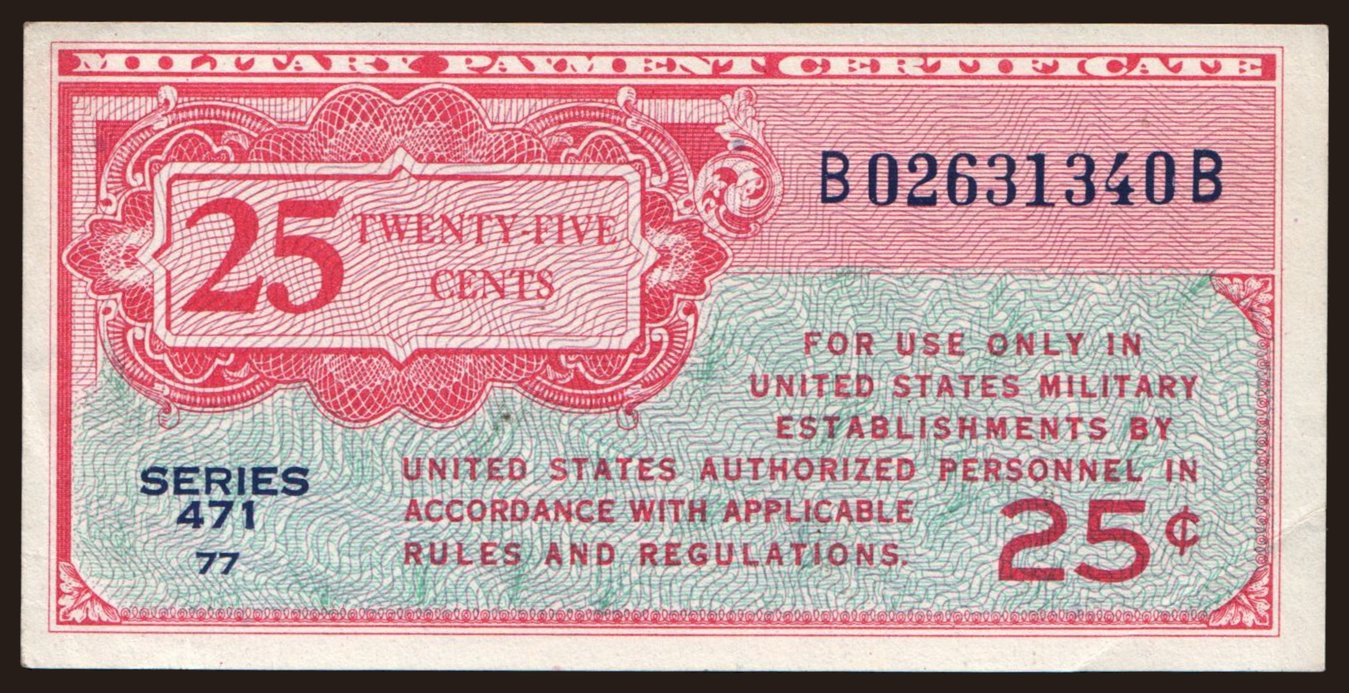 MILITARY PAYMENT CERTIFICATE
B02631340B
25 TWENTY-FIVE
CENTS
FOR USE ONLY IN
UNITED STATES MILITARY
ESTABLISHMENTS BY
UNITED STATES AUTHORIZED PERSONNEL IN
ACCORDANCE WITH APPLICABLE
RULES AND REGULATIONS.
SERIES
471
77
25¢